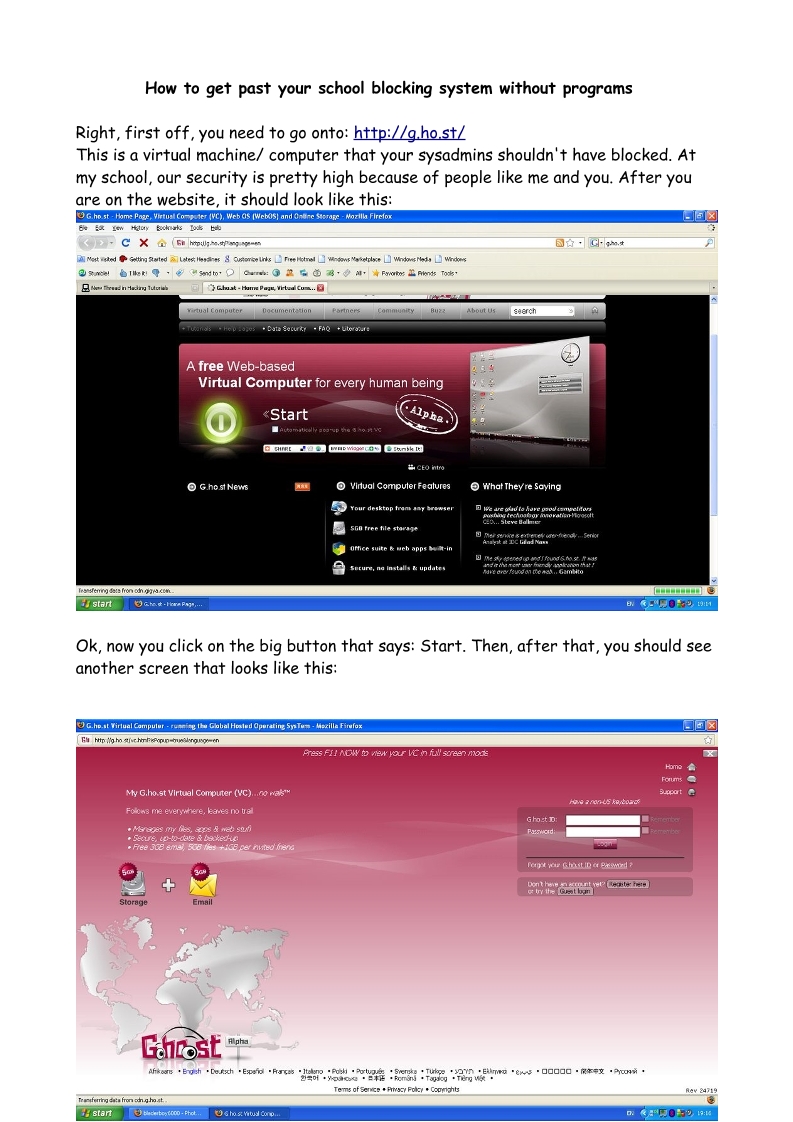 How to get past your school blocking system without programs
Right, first off, you need to go onto: http://g.ho.st/
This is a virtual machine/ computer that your sysadmins shouldn't have blocked. At
my school, our security is pretty high because of people like me and you. After you
are on the website, it should look like this:
G.ho.st - Home Page, Virtual Computer (VC), Web OS (WebOS) and Online Storage - Mozilla Firefox
File Edit View History Bookmarks Tools Help
http://g.ho.st/?language=en
g.ho.st
Most Visited Getting Started Latest Headlines Customize Links Free Hotmail Windows Marketplace Windows Media Windows
Stumble! I like it! Send to Channels: All Favorites Friends Tools
New Thread in Hacking Tutorials
G.ho.st - Home Page, Virtual Com...
Virtual Computer Documentation Partners Community Buzz About Us search
• Tutorials • Help pages • Data Security • FAQ • Literature
A free Web-based
Virtual Computer for every human being
Start
Alpha
Automatically pop-up the G.ho.st VC
SHARE EMBED Widget Stumble It!
CEO intro
G.ho.st News
Virtual Computer Features
What They're Saying
Your desktop from any browser
5GB free file storage
Office suite & web apps built-in
Secure, no installs & updates
We are glad to have good competitors
pushing technology innovation-Microsoft
CEO... Steve Ballmer
Their service is extremely user-friendly...Senior
Analyst at IDC Gilad Nass
The sky opened up and I found G.ho.st. It was
and is the most user friendly application that I
have ever found on the web... Gambito
Transferring data from cdn.gigya.com...
start G.ho.st - Home Page,... EN 19:14
Ok, now you click on the big button that says: Start. Then, after that, you should see
another screen that looks like this:
G.ho.st Virtual Computer - running the Global Hosted Operating SysTem - Mozilla Firefox
http://g.ho.st/vc.html?isPopup=true&language=en
Press F11 NOW to view your VC in full screen mode
Home
Forums
Support
My G.ho.st Virtual Computer (VC)...no walls™
Follows me everywhere, leaves no trail
• Manages my files, apps & web stuff
• Secure, up-to-date & backed-up
• Free 3GB email, 5GB files +1GB per invited friend
Have a non-US keyboard?
G.ho.st ID: Remember
Password: Remember
Login
Forgot your G.ho.st ID or Password ?
Don't have an account yet? Register here
or try the Guest login
5GB
3GB
Storage
Email
G.ho.st
Alpha
Afrikaans • English • Deutsch • Español • Français • Italiano • Polski • Português • Svenska • Türkçe • עברית • Ελληνικά • عربي • 简体中文 • Русский •
한국어 • Українська • 日本語 • Română • Tagalog • Tiếng Việt •
Terms of Service • Privacy Policy • Copyrights
Rev 24719
Transferring data from cdn.g.ho.st...
start Bladerboy6000 - Phot... G.ho.st Virtual Comp... EN 19:16